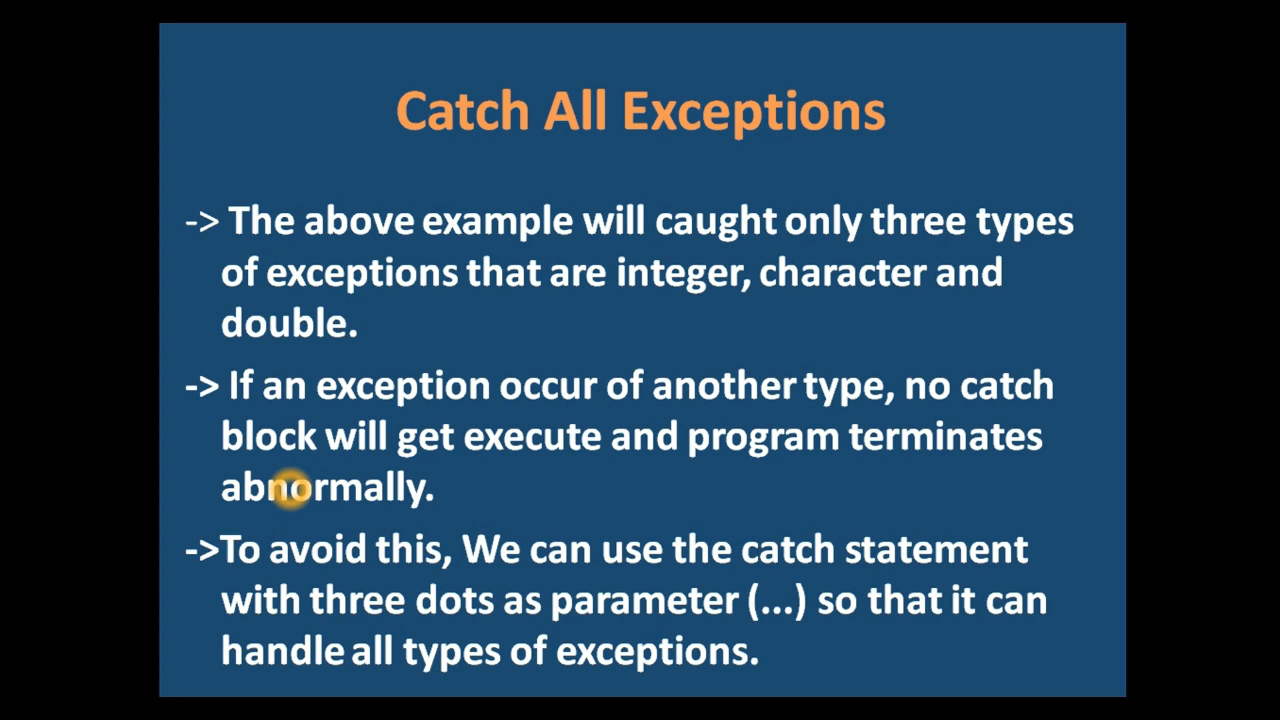 Catch All Exceptions
-> The above example will caught only three types
of exceptions that are integer, character and
double.
-> If an exception occur of another type, no catch
block will get execute and program terminates
abnormally.
->To avoid this, We can use the catch statement
with three dots as parameter (...) so that it can
handle all types of exceptions.